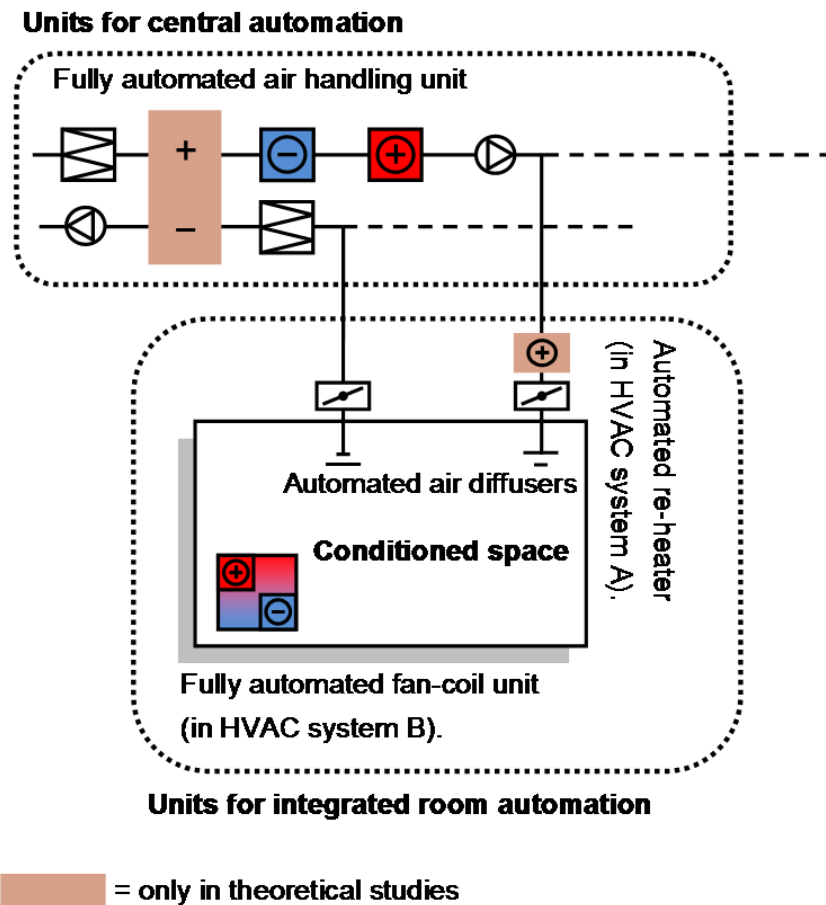 Units for central automation
Fully automated air handling unit
+
−
−
+
+
Automated re-heater
(in HVAC system A).
Automated air diffusers
Conditioned space
+
−
Fully automated fan-coil unit
(in HVAC system B).
Units for integrated room automation
= only in theoretical studies